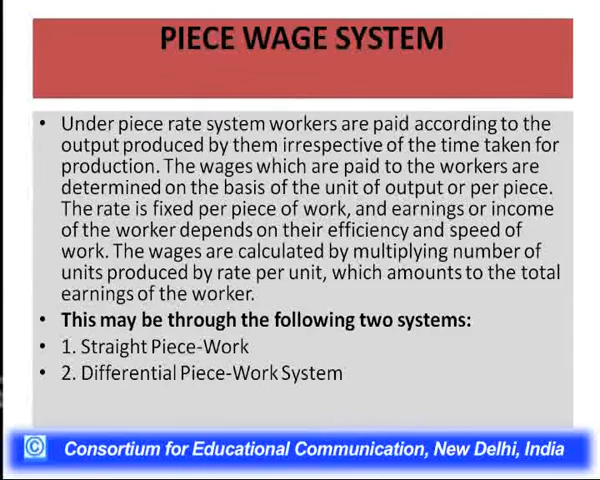 PIECE WAGE SYSTEM
• Under piece rate system workers are paid according to the
output produced by them irrespective of the time taken for
production. The wages which are paid to the workers are
determined on the basis of the unit of output or per piece.
The rate is fixed per piece of work, and earnings or income
of the worker depends on their efficiency and speed of
work. The wages are calculated by multiplying number of
units produced by rate per unit, which amounts to the total
earnings of the worker.
• This may be through the following two systems:
• 1. Straight Piece-Work
• 2. Differential Piece-Work System
© Consortium for Educational Communication, New Delhi, India